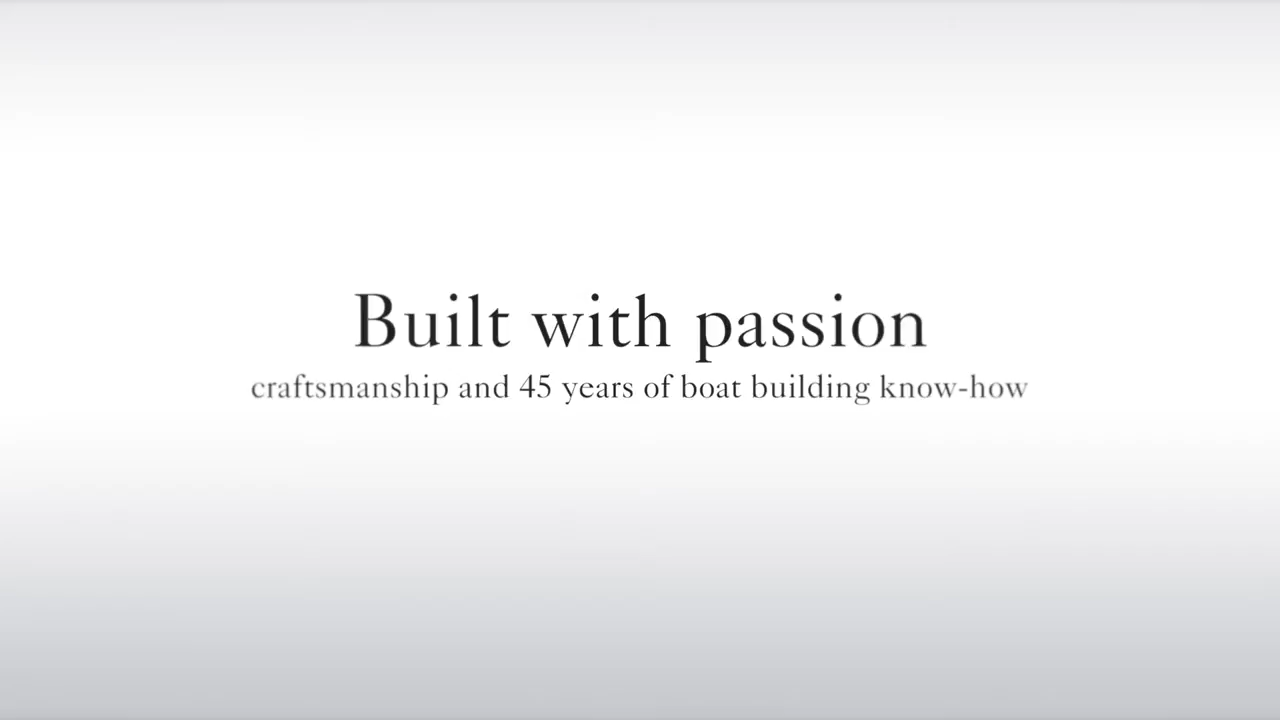 Built with passion
craftsmanship and 45 years of boat building know-how